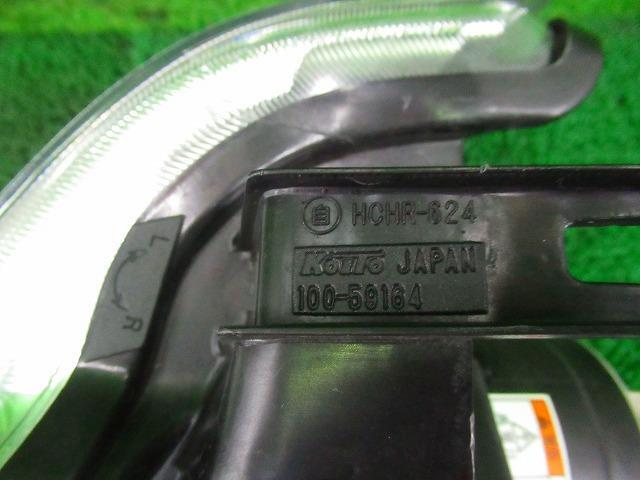 自 HCHR-624
KOITO JAPAN
100-59164
L
R